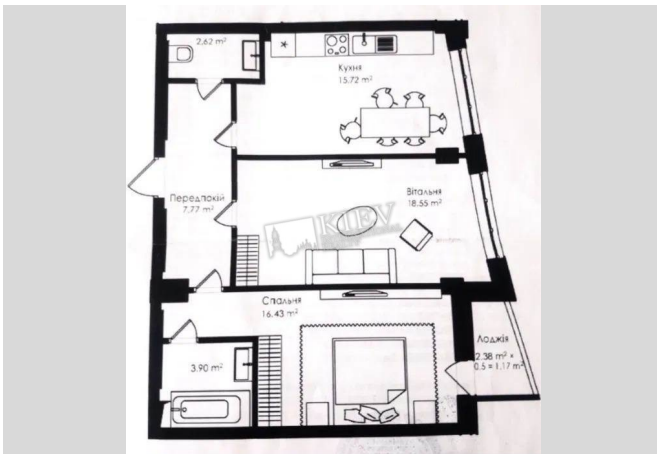 2.62 m²
Кухня
15.72 m²
Передпокій
7.77 m²
Вітальня
18.55 m²
KIEV
Спальня
16.43 m²
3.90 m²
Лоджія
2.38 m² ×
0.5 = 1.17 m²